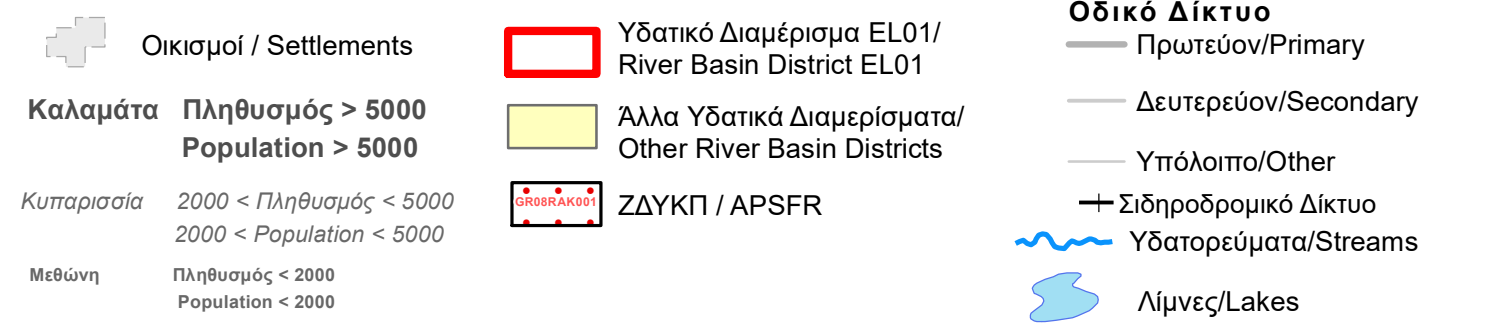 Οικισμοί / Settlements
Καλαμάτα Πληθυσμός > 5000
Population > 5000
Κυπαρισσία 2000 < Πληθυσμός < 5000
2000 < Population < 5000
Μεθώνη Πληθυσμός < 2000
Population < 2000
Υδατικό Διαμέρισμα EL01/
River Basin District EL01
Άλλα Υδατικά Διαμερίσματα/
Other River Basin Districts
GR08RAK001 ΖΔΥΚΠ / APSFR
Οδικό Δίκτυο
Πρωτεύον/Primary
Δευτερεύον/Secondary
Υπόλοιπο/Other
Σιδηροδρομικό Δίκτυο
Υδατορεύματα/Streams
Λίμνες/Lakes